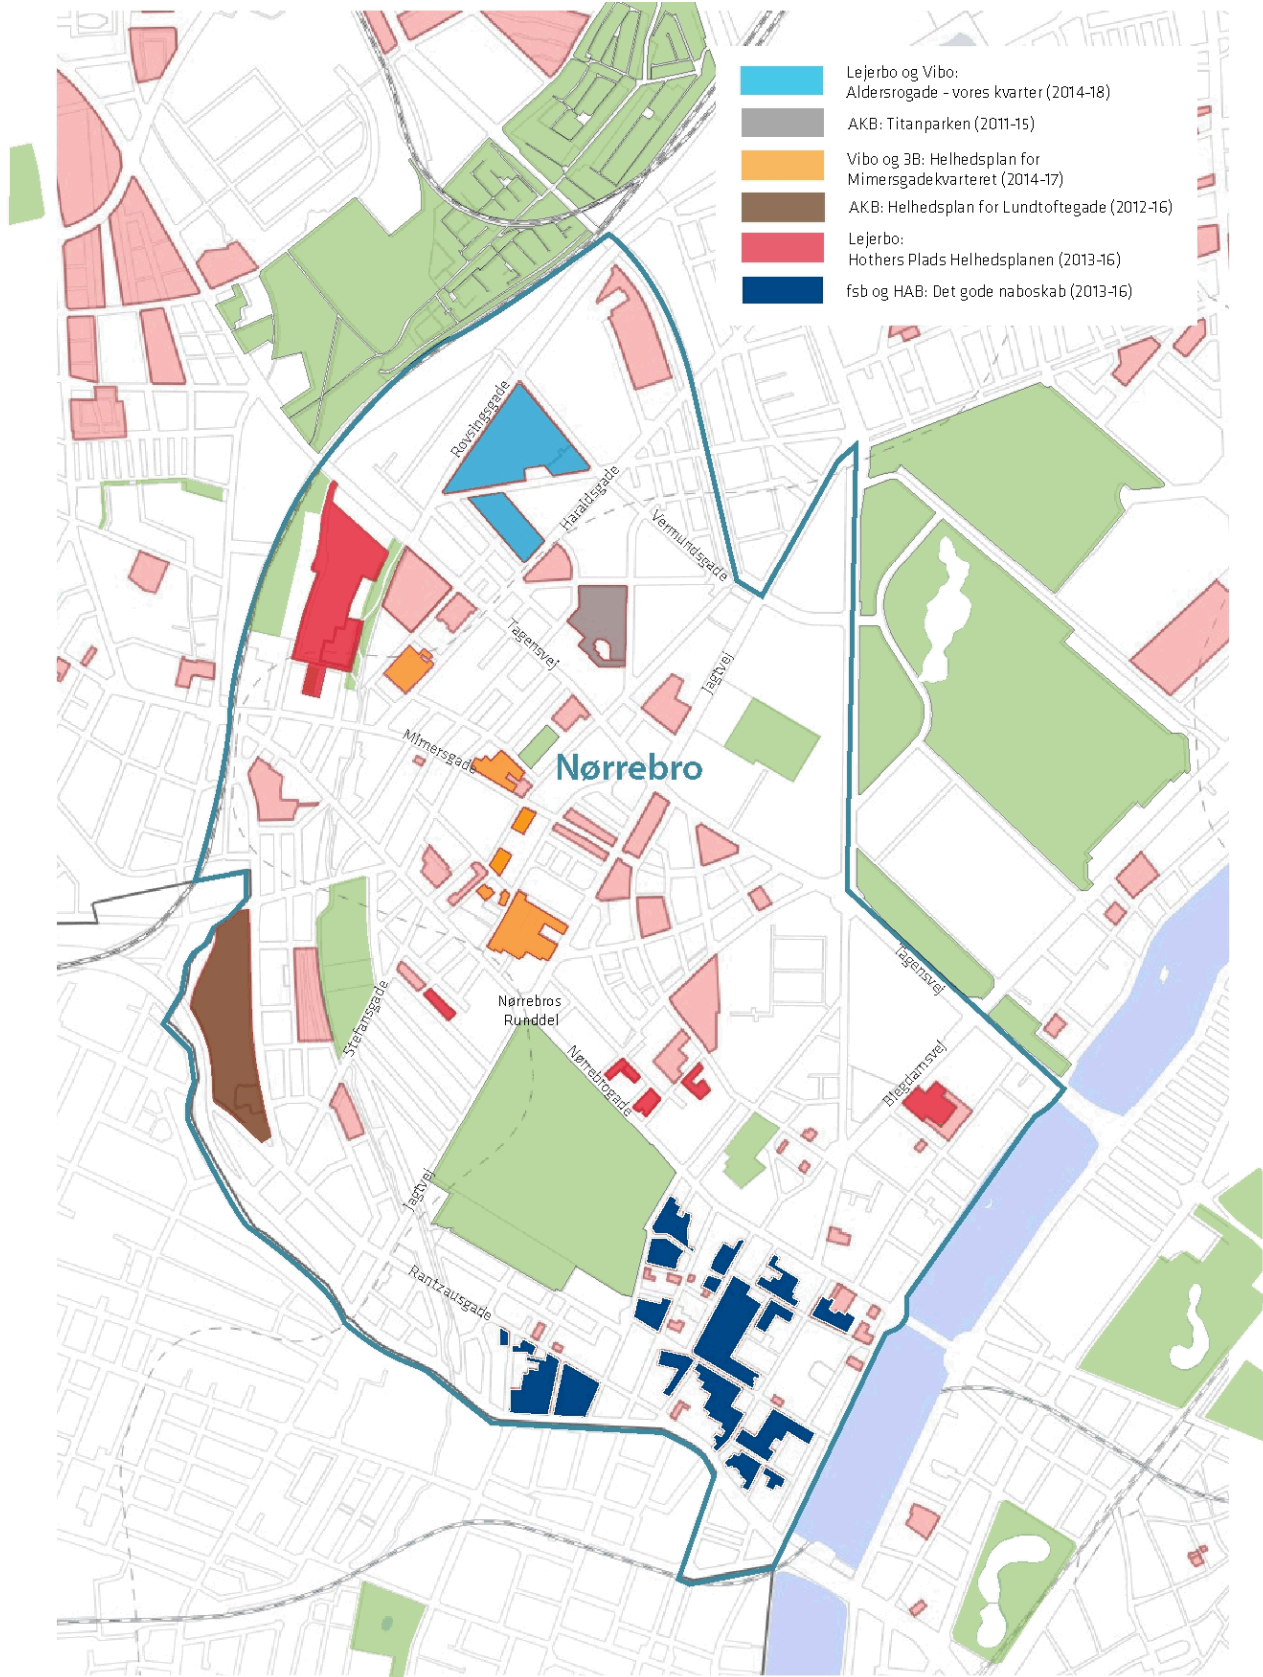 Lejerbo og Vibo:
Aldersrogade - vores kvarter (2014-18)
AKB: Titanparken (2011-15)
Vibo og 3B: Helhedsplan for
Mimersgadekvarteret (2014-17)
AKB: Helhedsplan for Lundtoftegade (2012-16)
Lejerbo:
Hothers Plads Helhedsplanen (2013-16)
fsb og HAB: Det gode naboskab (2013-16)
Rovsingsgade
Haraldsgade
Vermundsgade
Tagensvej
Jagtvej
Mimersgade
Nørrebro
Tagensvej
Stefansgade
Nørrebros
Runddel
Nørrebrogade
Blegdamsvej
Jagtvej
Rantzausgade